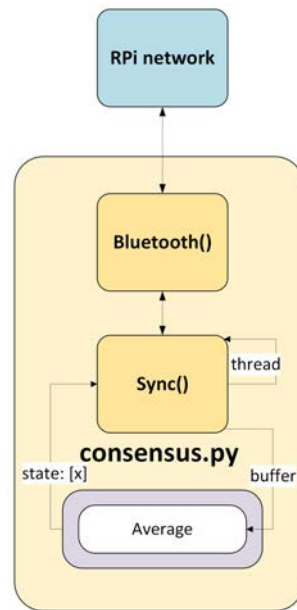 RPi network
Bluetooth()
thread
Sync()
consensus.py
state: [x]
buffer
Average